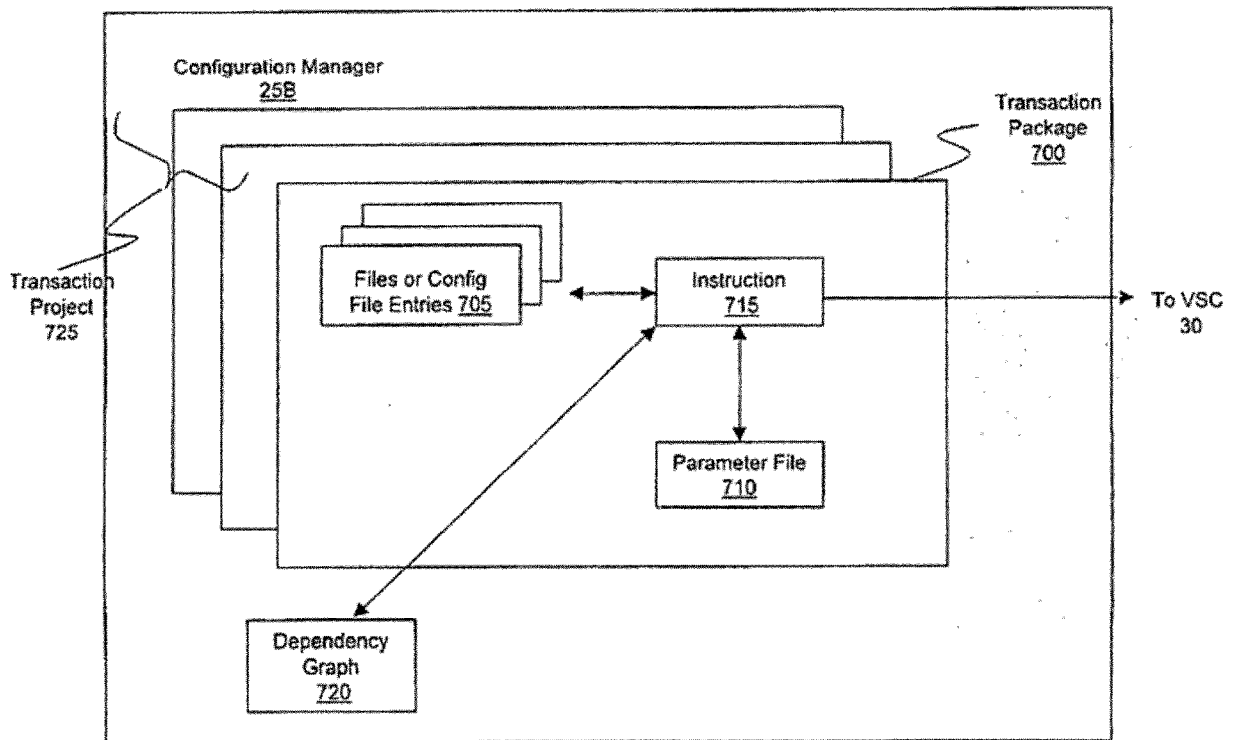 Configuration Manager
25B
Transaction
Package
700
Files or Config
File Entries 705
Instruction
715
To VSC
30
Transaction
Project
725
Parameter File
710
Dependency
Graph
720